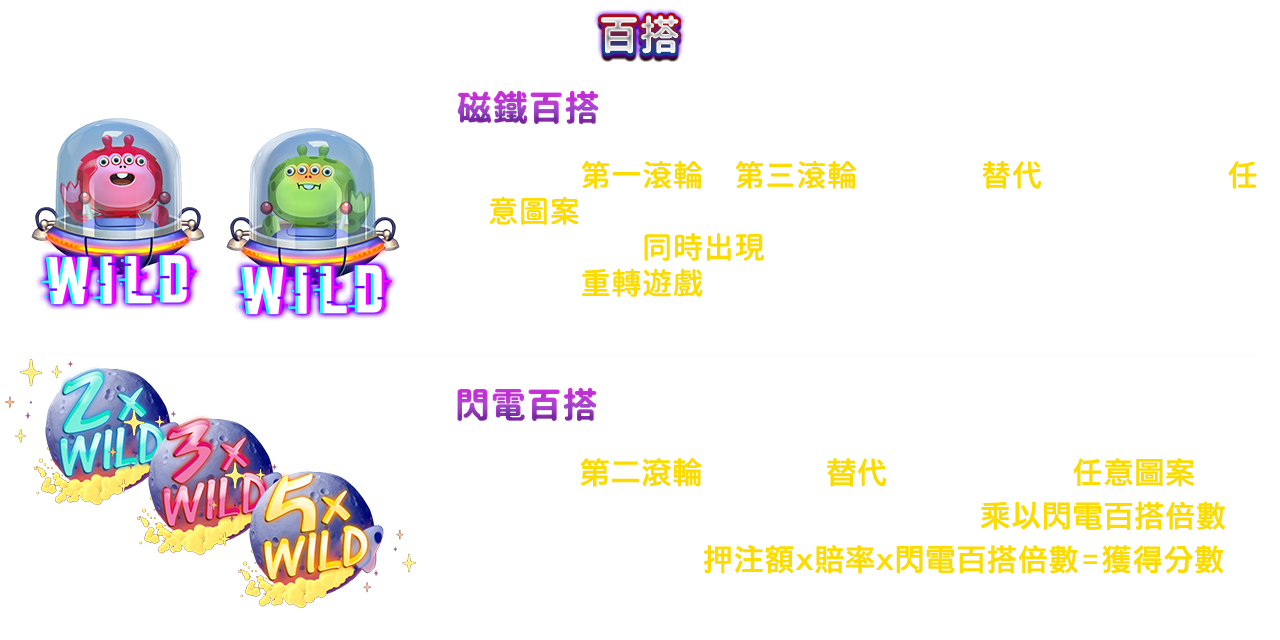 百搭
磁鐵百搭
WILD
WILD
第一滾輪 第三滾輪 替代 任
意圖案
同時出現
重轉遊戲
閃電百搭
2x
WILD
3x
WILD
5x
WILD
第二滾輪 替代 任意圖案
乘以閃電百搭倍數
押注額x賠率x閃電百搭倍數=獲得分數